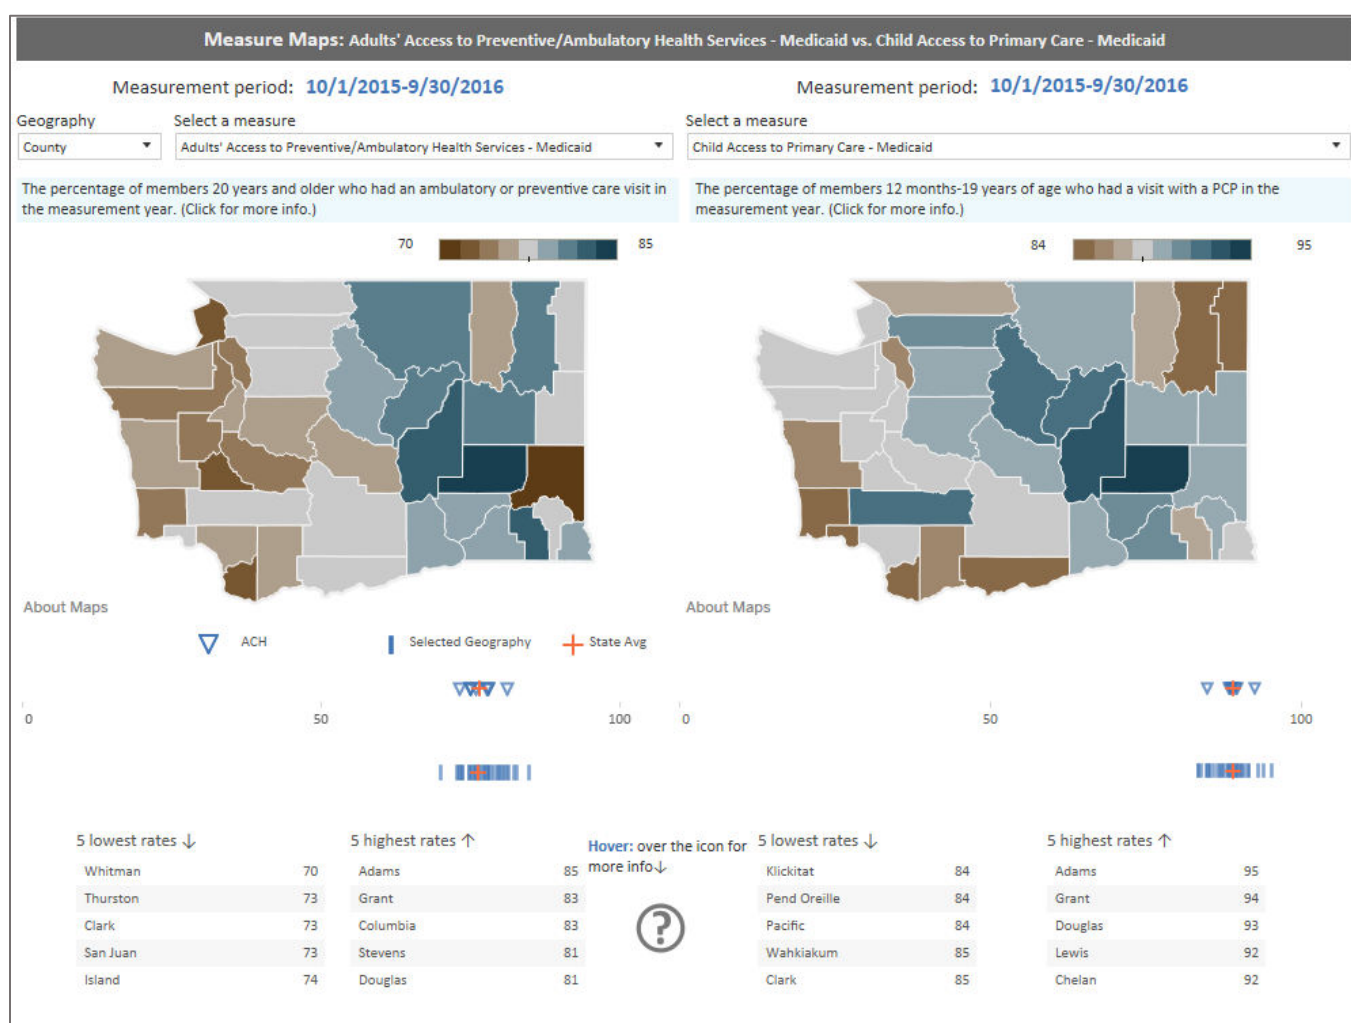 Measure Maps: Adults' Access to Preventive/Ambulatory Health Services - Medicaid vs. Child Access to Primary Care - Medicaid
Measurement period: 10/1/2015-9/30/2016
Measurement period: 10/1/2015-9/30/2016
Geography
Select a measure
Select a measure
County
Adults' Access to Preventive/Ambulatory Health Services - Medicaid
Child Access to Primary Care - Medicaid
The percentage of members 20 years and older who had an ambulatory or preventive care visit in
the measurement year. (Click for more info.)
The percentage of members 12 months-19 years of age who had a visit with a PCP in the
measurement year. (Click for more info.)
70
85
84
95
About Maps
About Maps
ACH
Selected Geography
State Avg
0
50
100
0
50
100
5 lowest rates ↓
Whitman 70
Thurston 73
Clark 73
San Juan 73
Island 74
5 highest rates ↑
Adams 85
Grant 83
Columbia 83
Stevens 81
Douglas 81
Hover: over the icon for
more info↓
?
5 lowest rates ↓
Klickitat 84
Pend Oreille 84
Pacific 84
Wahkiakum 85
Clark 85
5 highest rates ↑
Adams 95
Grant 94
Douglas 93
Lewis 92
Chelan 92